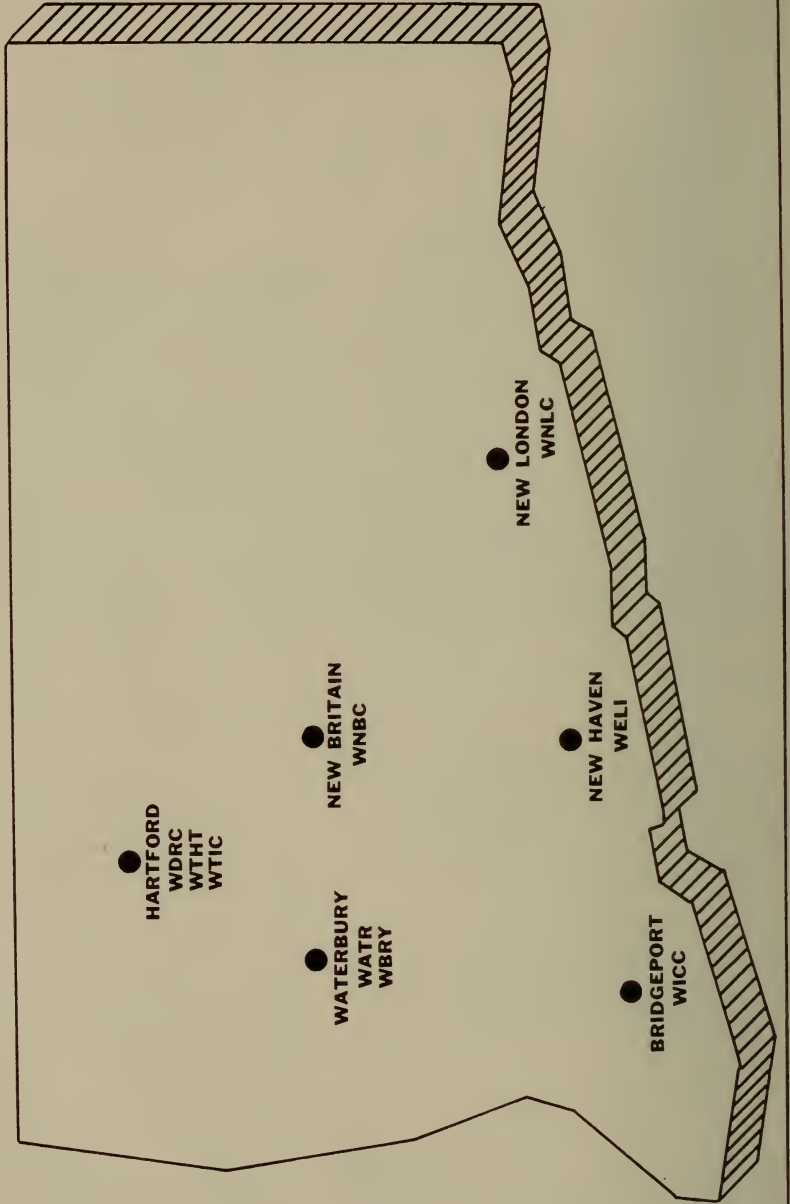 HARTFORD
WDRC
WTHT
WTIC
WATERBURY
WATR
WBRY
NEW BRITAIN
WNBC
NEW LONDON
WNLC
NEW HAVEN
WELI
BRIDGEPORT
WICC